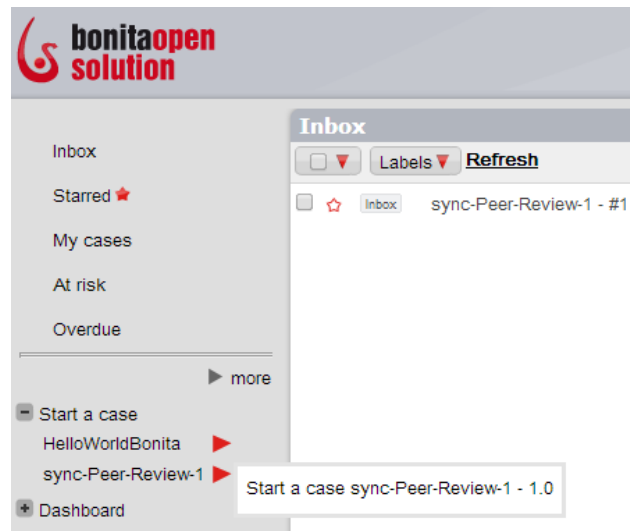 bonitaopen
solution
Inbox
Starred
My cases
At risk
Overdue
more
Start a case
HelloWorldBonita
sync-Peer-Review-1
Dashboard
Inbox
Labels Refresh
Inbox sync-Peer-Review-1 - #1
Start a case sync-Peer-Review-1 - 1.0